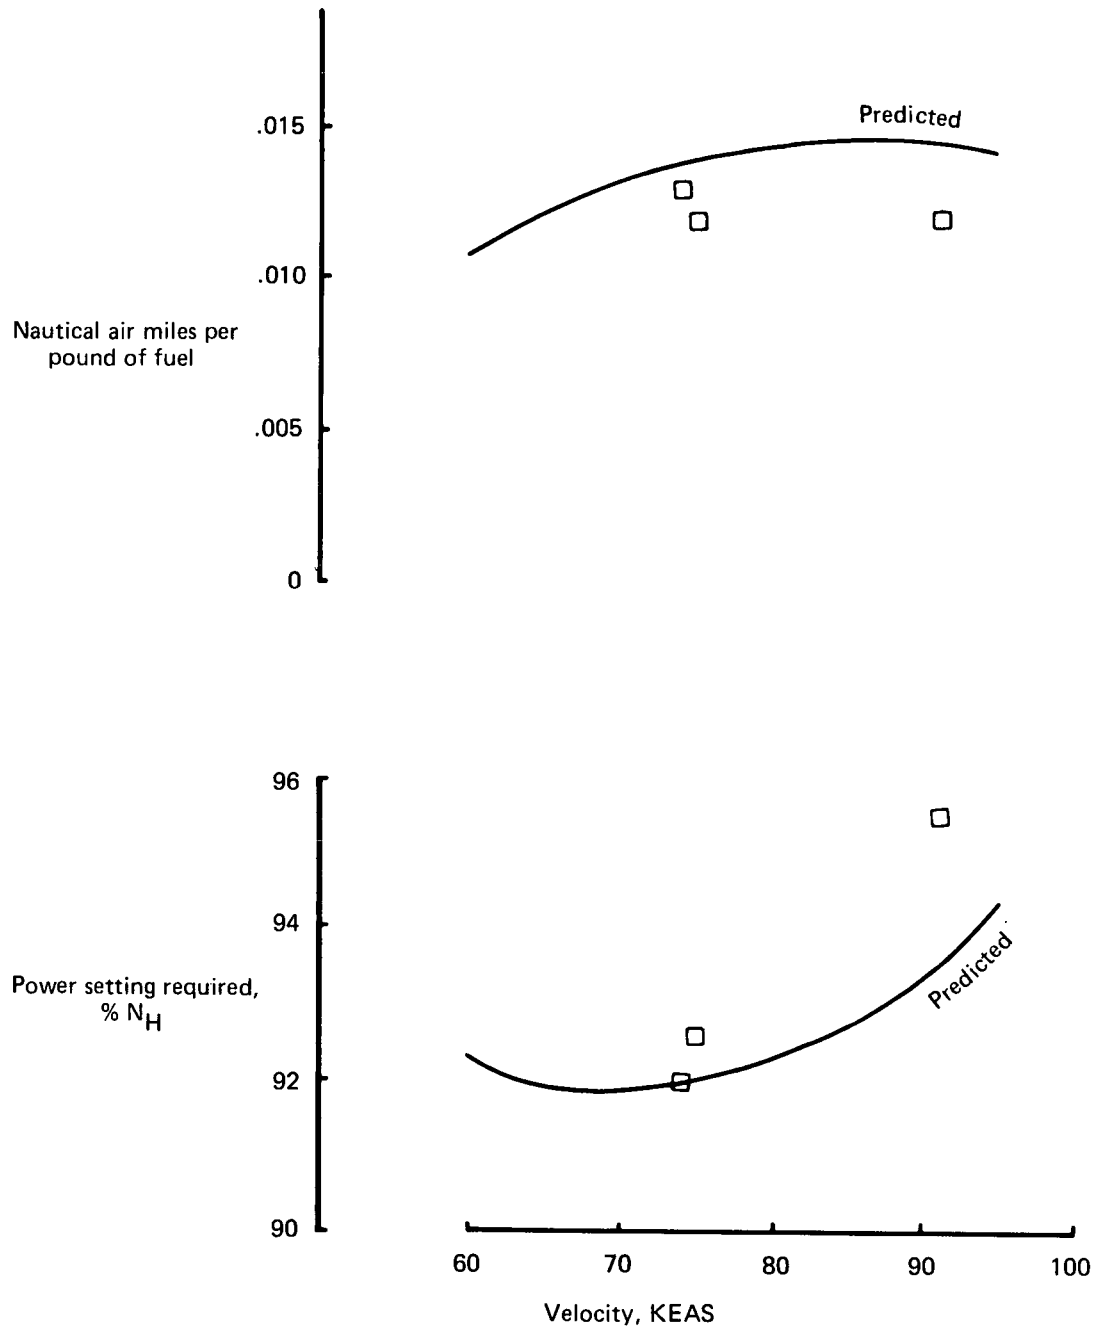 Predicted
.015
.010
Nautical air miles per
pound of fuel
.005
0
96
94
Predicted
Power setting required,
% NH
92
90
60 70 80 90 100
Velocity, KEAS